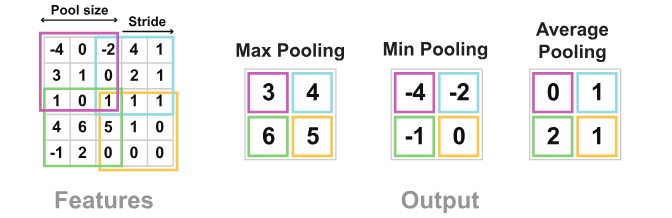 Pool size
Stride
-4 0 -2 4 1
3 1 0 2 1
1 0 1 1 1
4 6 5 1 0
-1 2 0 0 0
Features
Max Pooling
3 4
6 5
Min Pooling
-4 -2
-1 0
Average
Pooling
0 1
2 1
Output